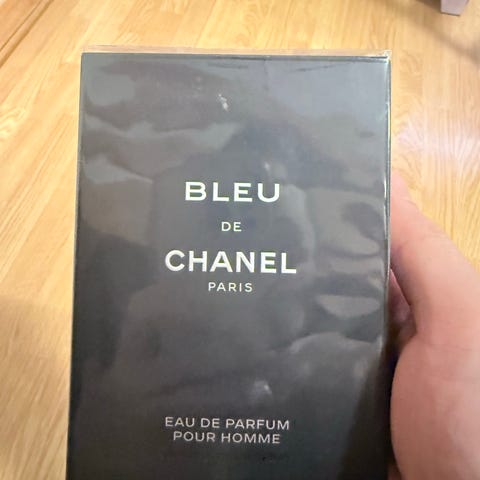 BLEU
DE
CHANEL
PARIS
EAU DE PARFUM
POUR HOMME